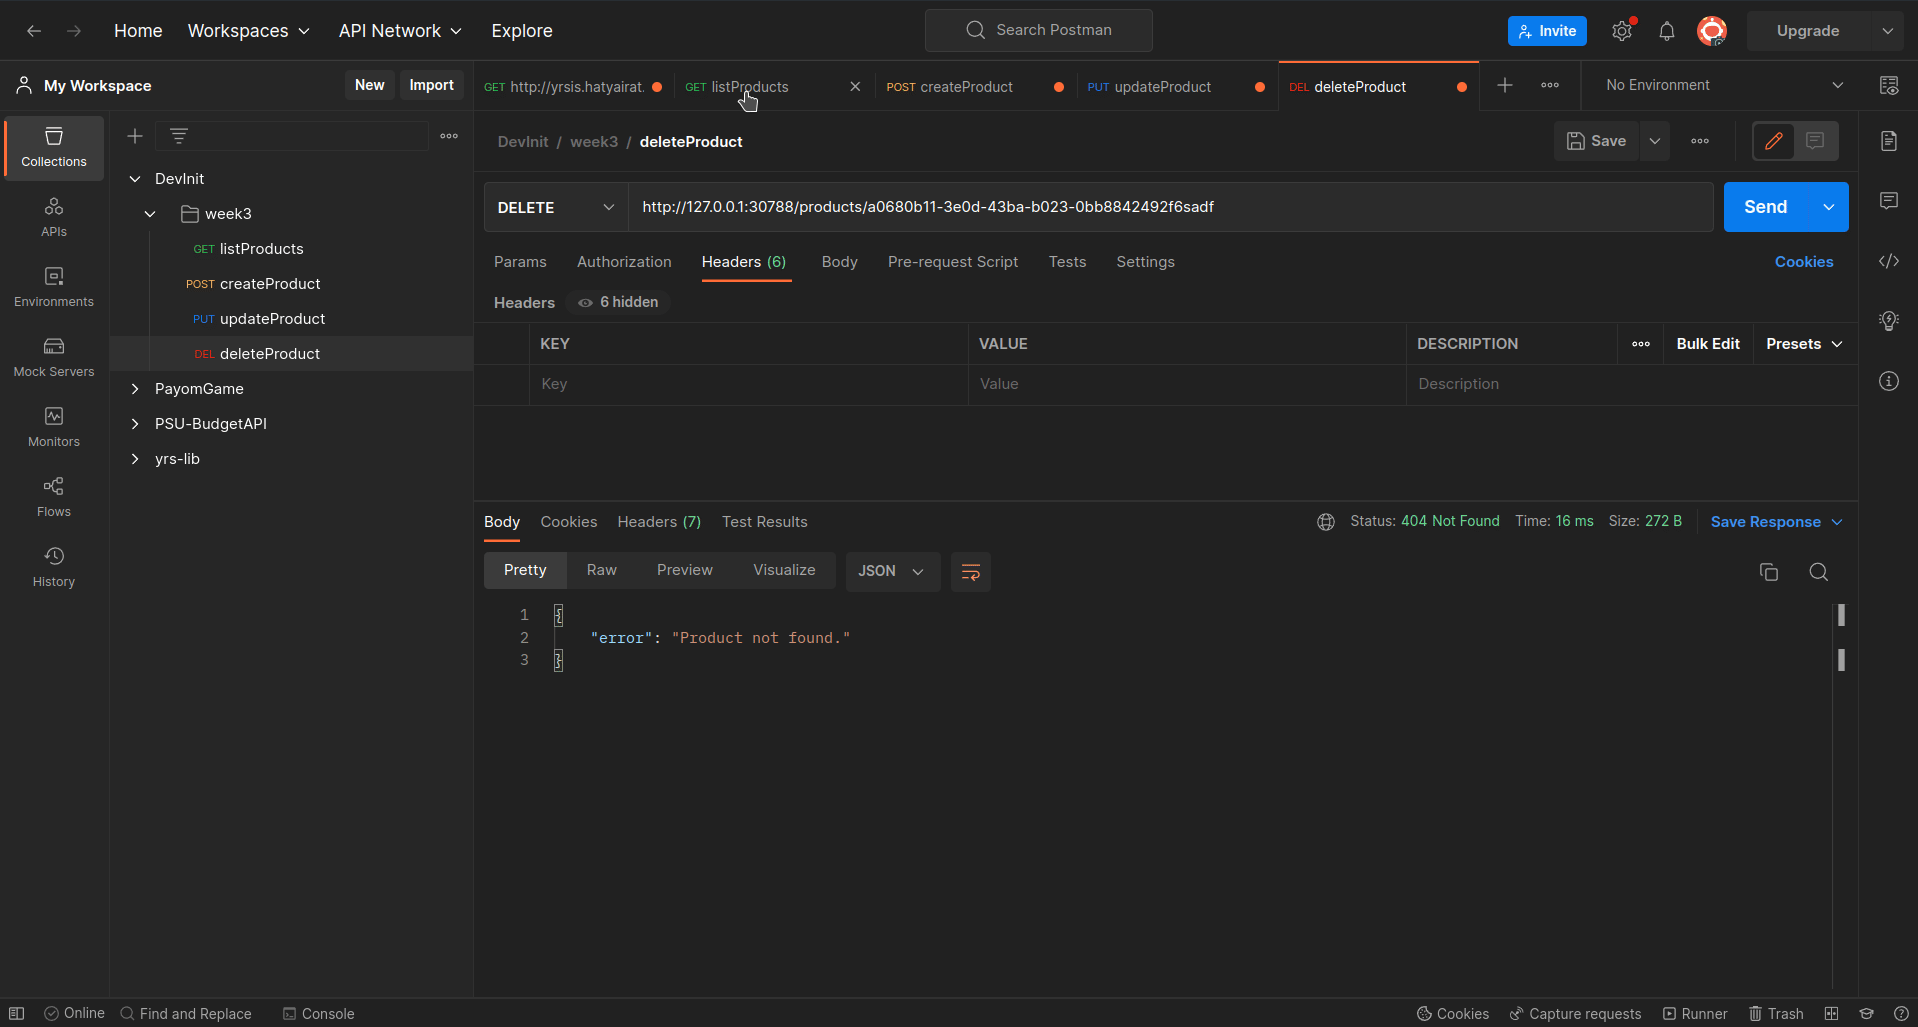 Home Workspaces API Network Explore Search Postman Invite Upgrade
My Workspace New Import GET http://yrsis.hatyairat. GET listProducts POST createProduct PUT updateProduct DEL deleteProduct No Environment
DevInit / week3 / deleteProduct Save
DELETE http://127.0.0.1:30788/products/a0680b11-3e0d-43ba-b023-0bb8842492f6sadf Send
Params Authorization Headers (6) Body Pre-request Script Tests Settings Cookies
Headers 6 hidden
KEY VALUE DESCRIPTION Bulk Edit Presets
Key Value Description
Collections
APIs
Environments
Mock Servers
Monitors
Flows
History
DevInit
week3
GET listProducts
POST createProduct
PUT updateProduct
DEL deleteProduct
PayomGame
PSU-BudgetAPI
yrs-lib
Body Cookies Headers (7) Test Results Status: 404 Not Found Time: 16 ms Size: 272 B Save Response
Pretty Raw Preview Visualize JSON
1 {
2 "error": "Product not found."
3 }
Online Find and Replace Console Cookies Capture requests Runner Trash